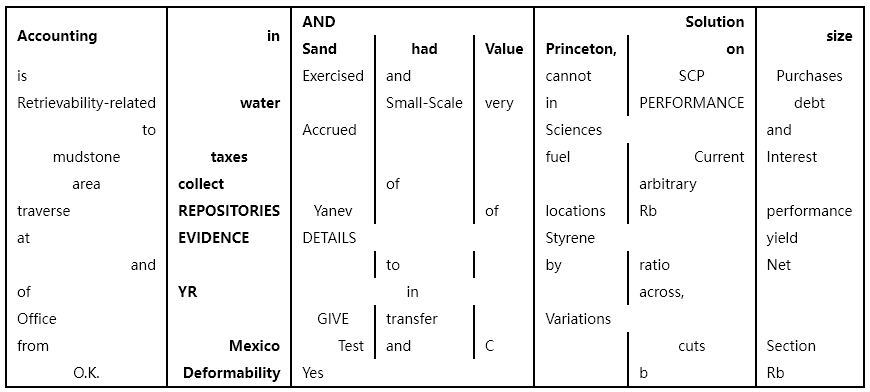 AND Solution
Accounting in size
Sand had Value Princeton, on
is Exercised and cannot SCP Purchases
Retrievability-related water Small-Scale very in PERFORMANCE debt
to Accrued Sciences and
mudstone taxes fuel Current Interest
area collect of arbitrary
traverse REPOSITORIES Yanev of locations Rb performance
at EVIDENCE DETAILS Styrene yield
and to by ratio Net
of YR in across,
Office GIVE transfer Variations
from Mexico Test and C cuts Section
O.K. Deformability Yes b Rb